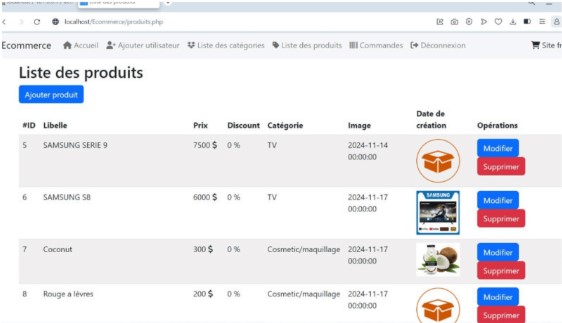 localhost/Ecommerce/produits.php
Ecommerce Accueil Ajouter utilisateur Liste des catégories Liste des produits Commandes Déconnexion Site fr
Liste des produits
Ajouter produit
#ID Libelle Prix Discount Catégorie Image Date de création Opérations
5 SAMSUNG SERIE 9 7500 $ 0 % TV 2024-11-14 00:00:00 Modifier
Supprimer
6 SAMSUNG S8 6000 $ 0 % TV 2024-11-17 00:00:00 SAMSUNG Modifier
Supprimer
7 Coconut 300 $ 0 % Cosmetic/maquillage 2024-11-17 00:00:00 Modifier
Supprimer
8 Rouge a lèvres 200 $ 0 % Cosmetic/maquillage 2024-11-17 00:00:00 Modifier
Supprimer